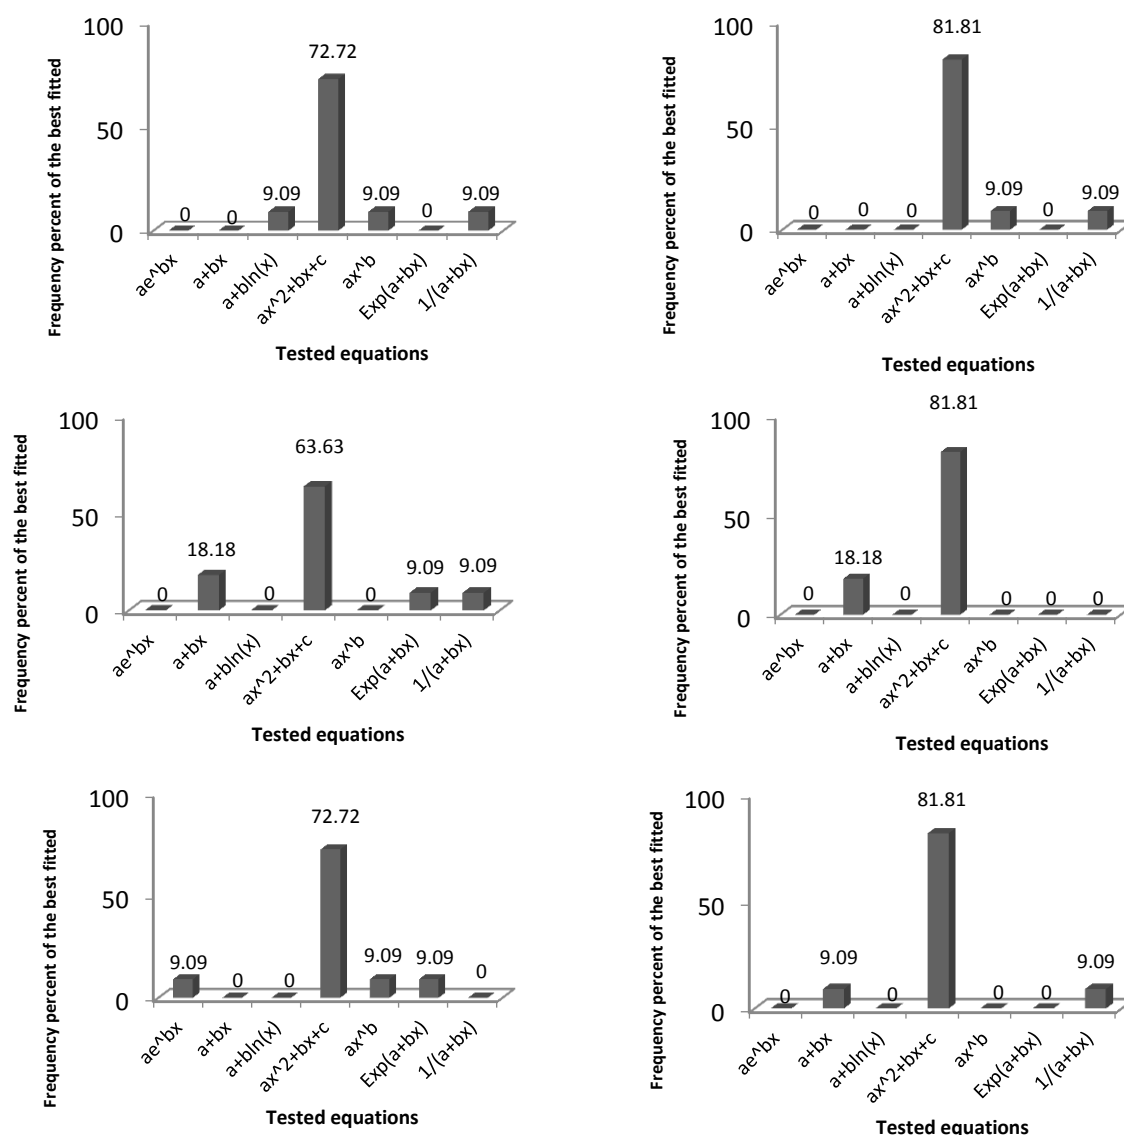 Frequency percent of the best fitted
100
50
0
0
0
9.09
72.72
9.09
0
9.09
ae^bx
a+bx
a+bln(x)
ax^2+bx+c
ax^b
Exp(a+bx)
1/(a+bx)
Tested equations
Frequency percent of the best fitted
100
50
0
0
0
0
81.81
9.09
0
9.09
ae^bx
a+bx
a+bln(x)
ax^2+bx+c
ax^b
Exp(a+bx)
1/(a+bx)
Tested equations
Frequency percent of the best fitted
100
50
0
0
18.18
0
63.63
0
9.09
9.09
ae^bx
a+bx
a+bln(x)
ax^2+bx+c
ax^b
Exp(a+bx)
1/(a+bx)
Tested equations
Frequency percent of the best fitted
100
50
0
0
18.18
0
81.81
0
0
0
ae^bx
a+bx
a+bln(x)
ax^2+bx+c
ax^b
Exp(a+bx)
1/(a+bx)
Tested equations
Frequency percent of the best fitted
100
50
0
9.09
0
0
72.72
9.09
9.09
0
ae^bx
a+bx
a+bln(x)
ax^2+bx+c
ax^b
Exp(a+bx)
1/(a+bx)
Tested equations
Frequency percent of the best fitted
100
50
0
0
9.09
0
81.81
0
0
9.09
ae^bx
a+bx
a+bln(x)
ax^2+bx+c
ax^b
Exp(a+bx)
1/(a+bx)
Tested equations